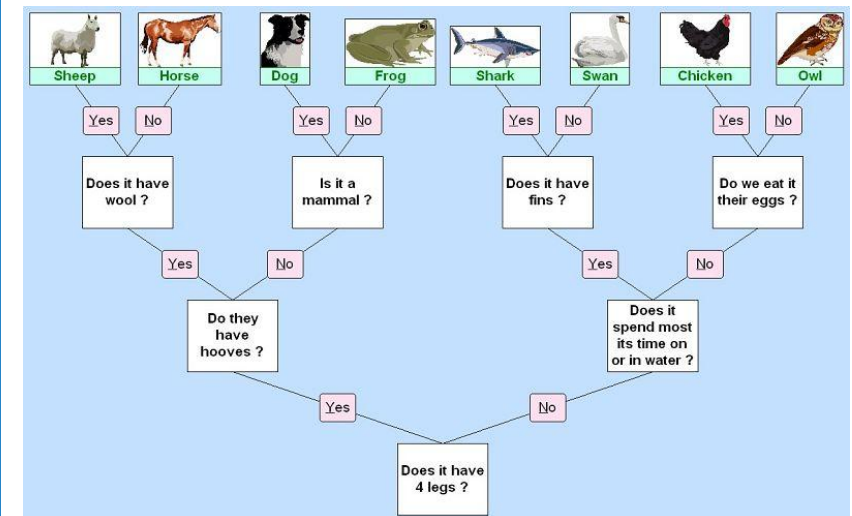 Sheep
Horse
Dog
Frog
Shark
Swan
Chicken
Owl
Yes
No
Yes
No
Yes
No
Yes
No
Does it have
wool ?
Is it a
mammal ?
Does it have
fins ?
Do we eat it
their eggs ?
Yes
No
Yes
No
Do they
have
hooves ?
Does it
spend most
its time on
or in water ?
Yes
No
Does it have
4 legs ?